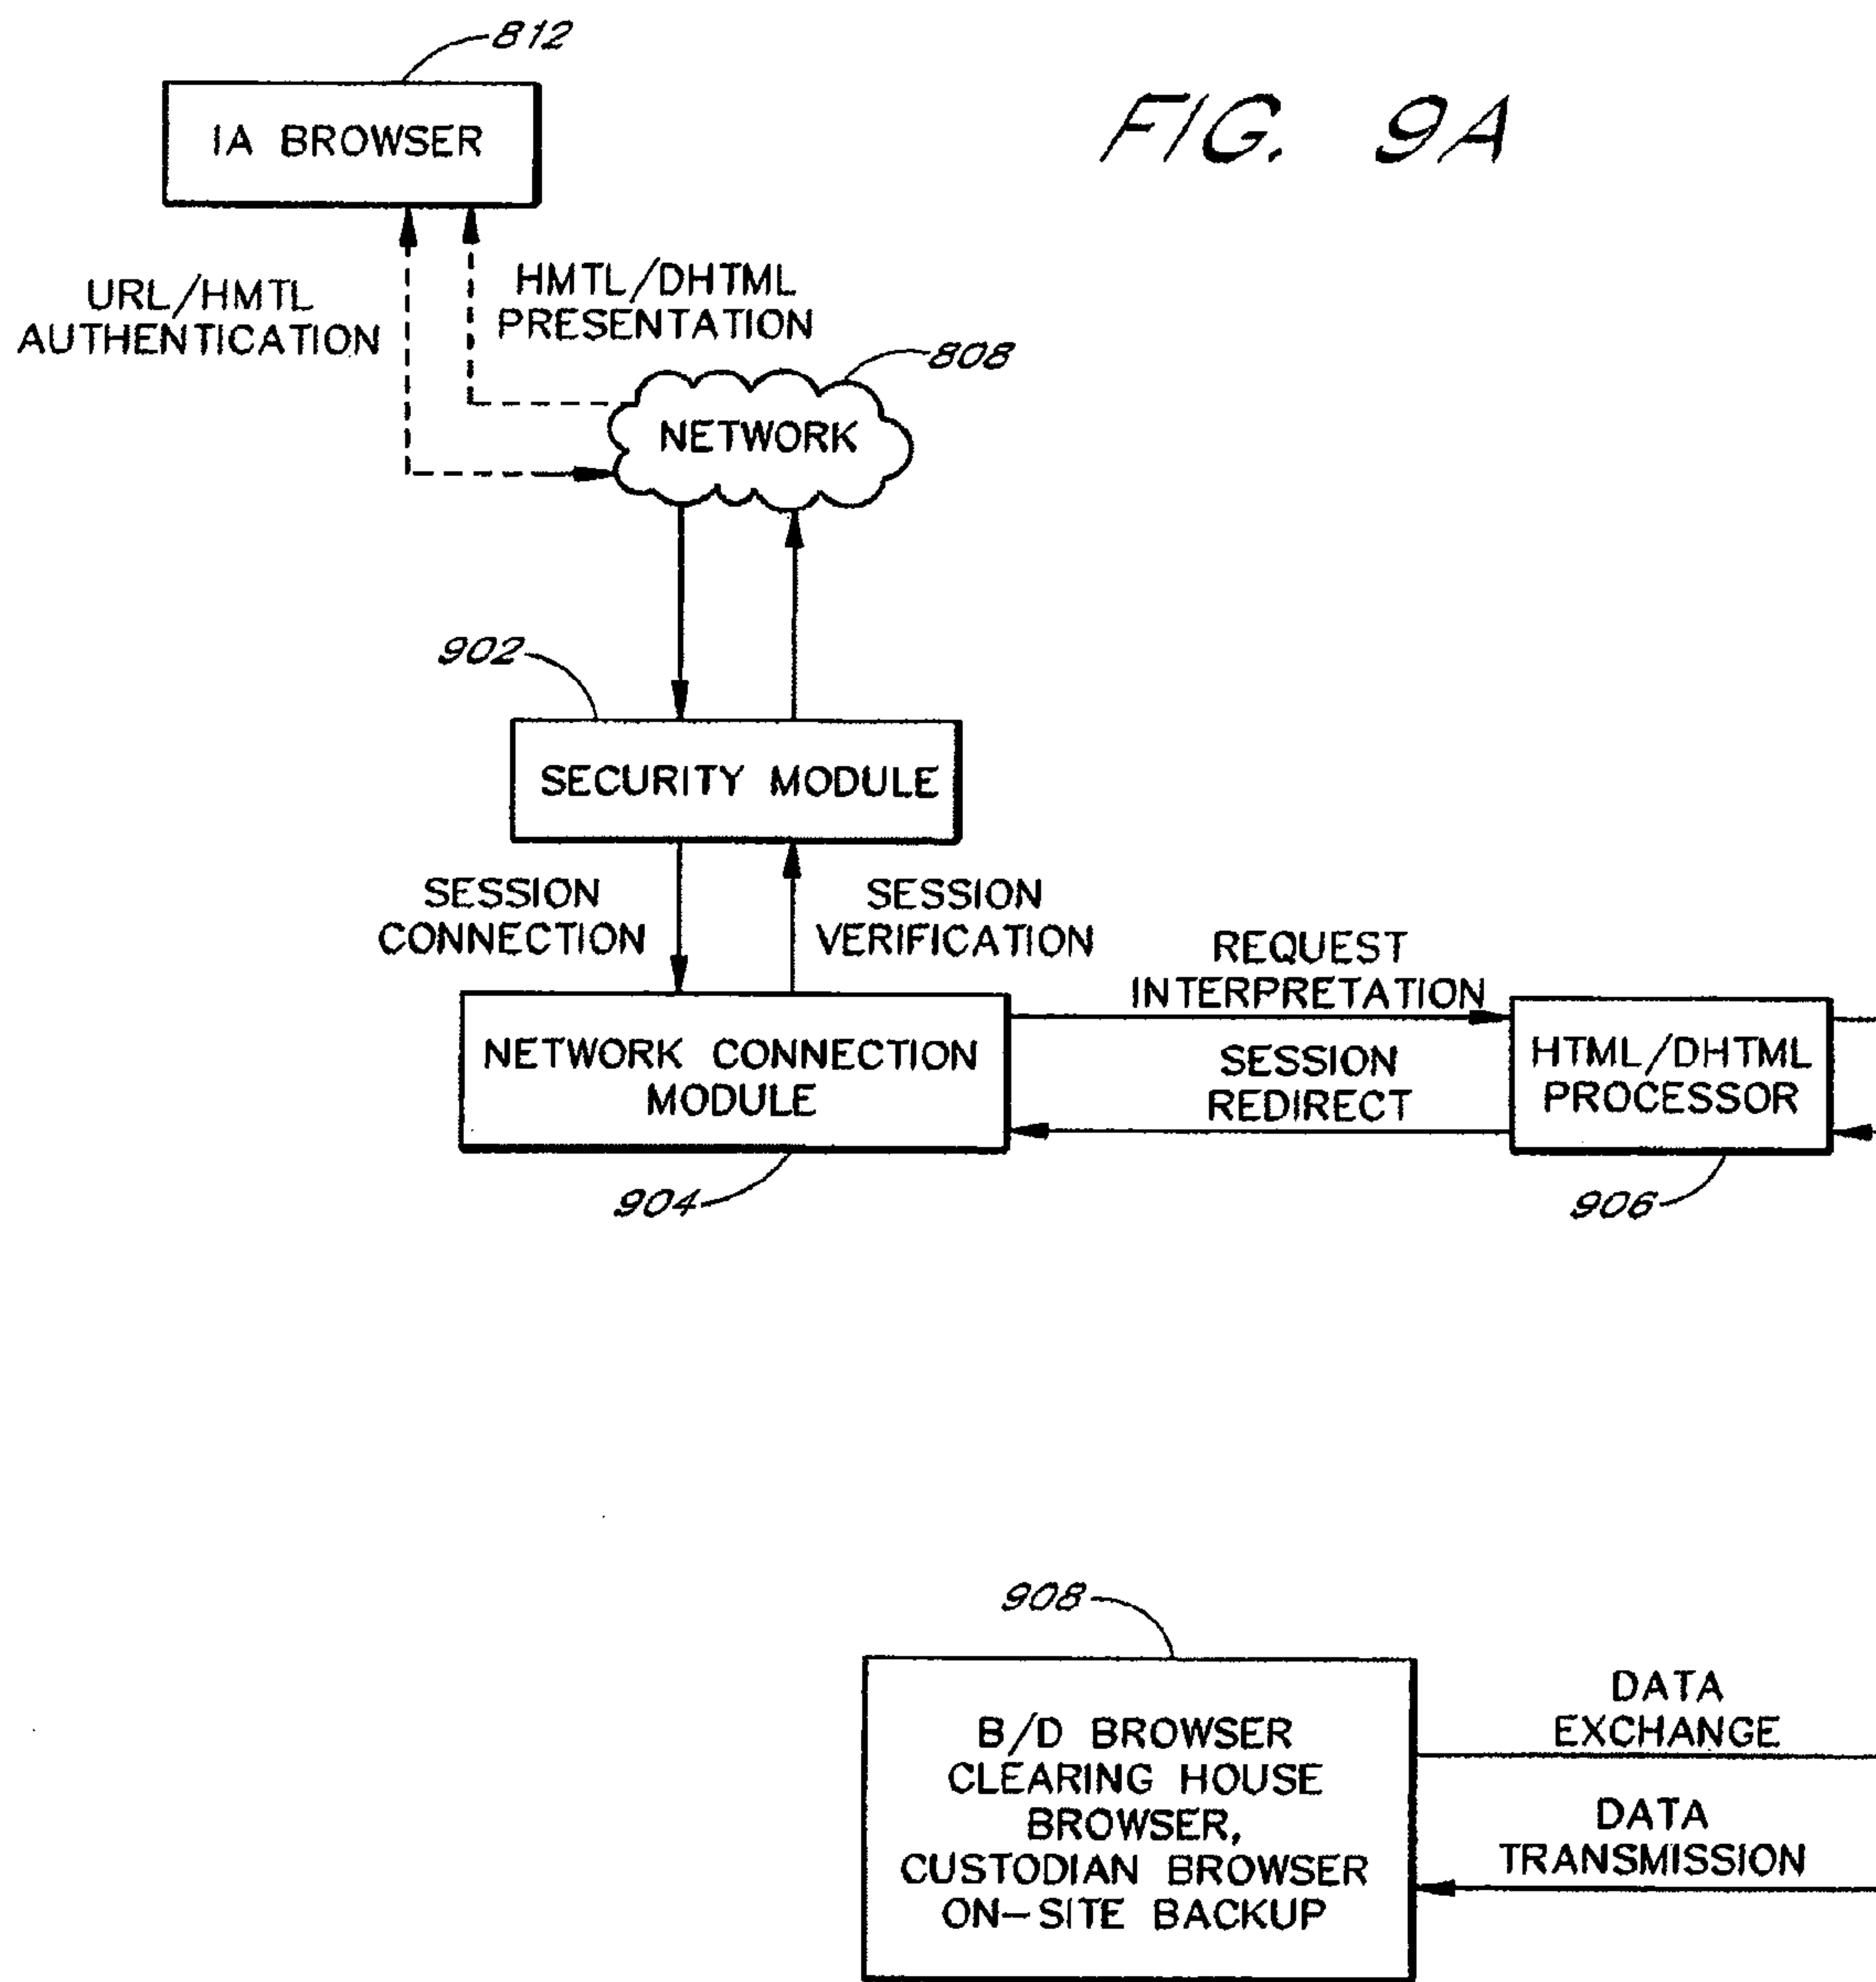 812
IA BROWSER
FIG. 9A
URL/HMTL
AUTHENTICATION
HMTL/DHTML
PRESENTATION
808
NETWORK
902
SECURITY MODULE
SESSION
CONNECTION
SESSION
VERIFICATION
REQUEST
INTERPRETATION
NETWORK CONNECTION
MODULE
SESSION
REDIRECT
HTML/DHTML
PROCESSOR
904
906
908
B/D BROWSER
CLEARING HOUSE
BROWSER,
CUSTODIAN BROWSER
ON-SITE BACKUP
DATA
EXCHANGE
DATA
TRANSMISSION